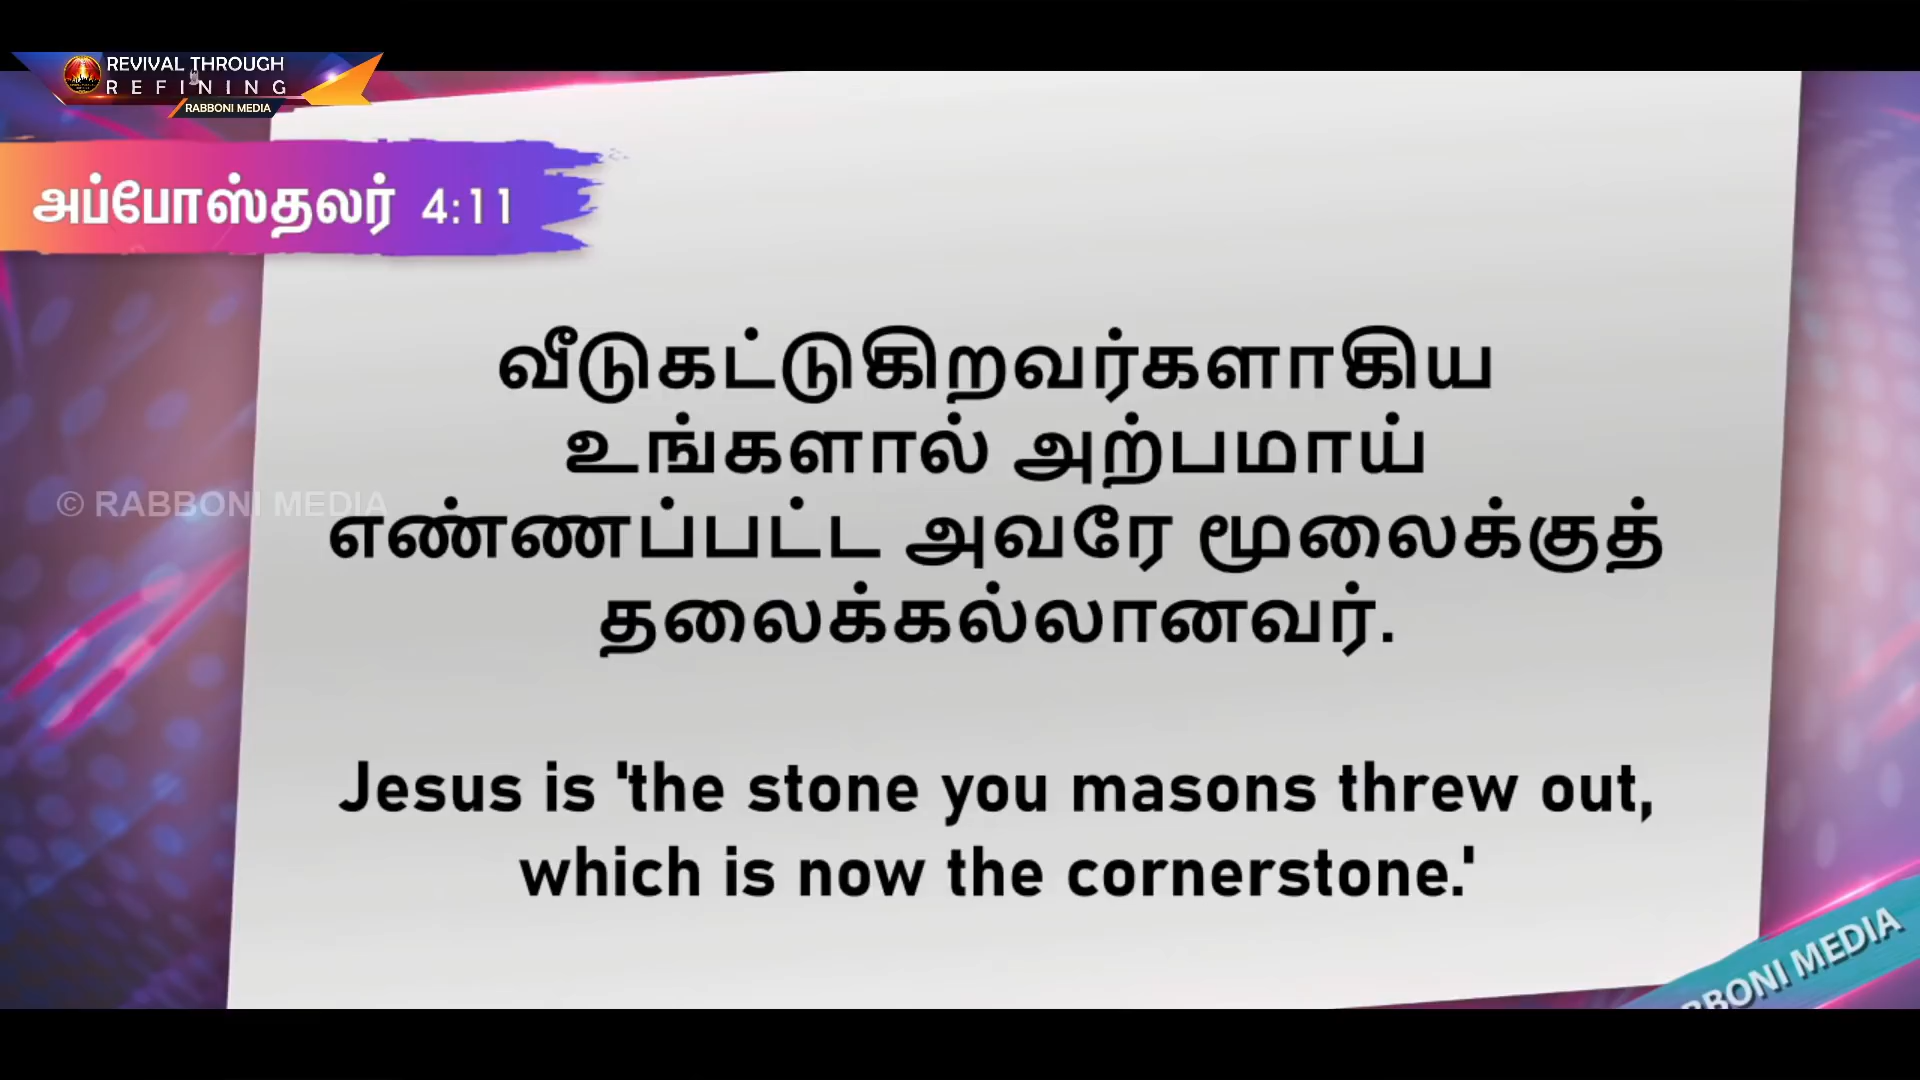 REVIVAL THROUGH
REFINING
RABBONI MEDIA
அப்போஸ்தலர் 4:11
வீடுகட்டுகிறவர்களாகிய
உங்களால் அற்பமாய்
© RABBONI MEDIA
எண்ணப்பட்ட அவரே மூலைக்குத்
தலைக்கல்லானவர்.
Jesus is 'the stone you masons threw out,
which is now the cornerstone.'
BBONI MEDIA